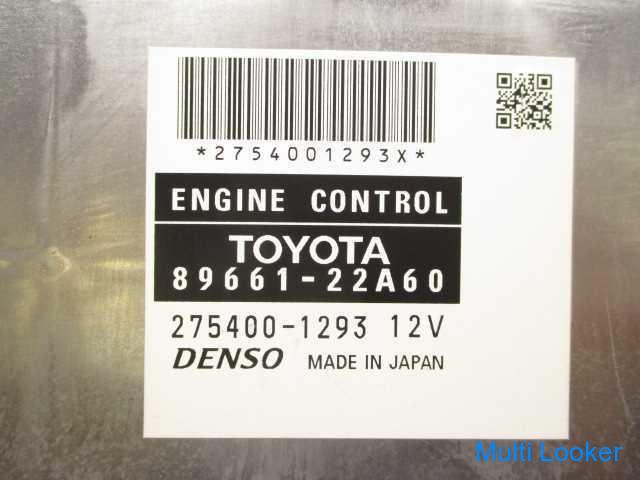 *2754001293X*
ENGINE CONTROL
TOYOTA
89661-22A60
275400-1293 12V
DENSO MADE IN JAPAN
Multi Looker